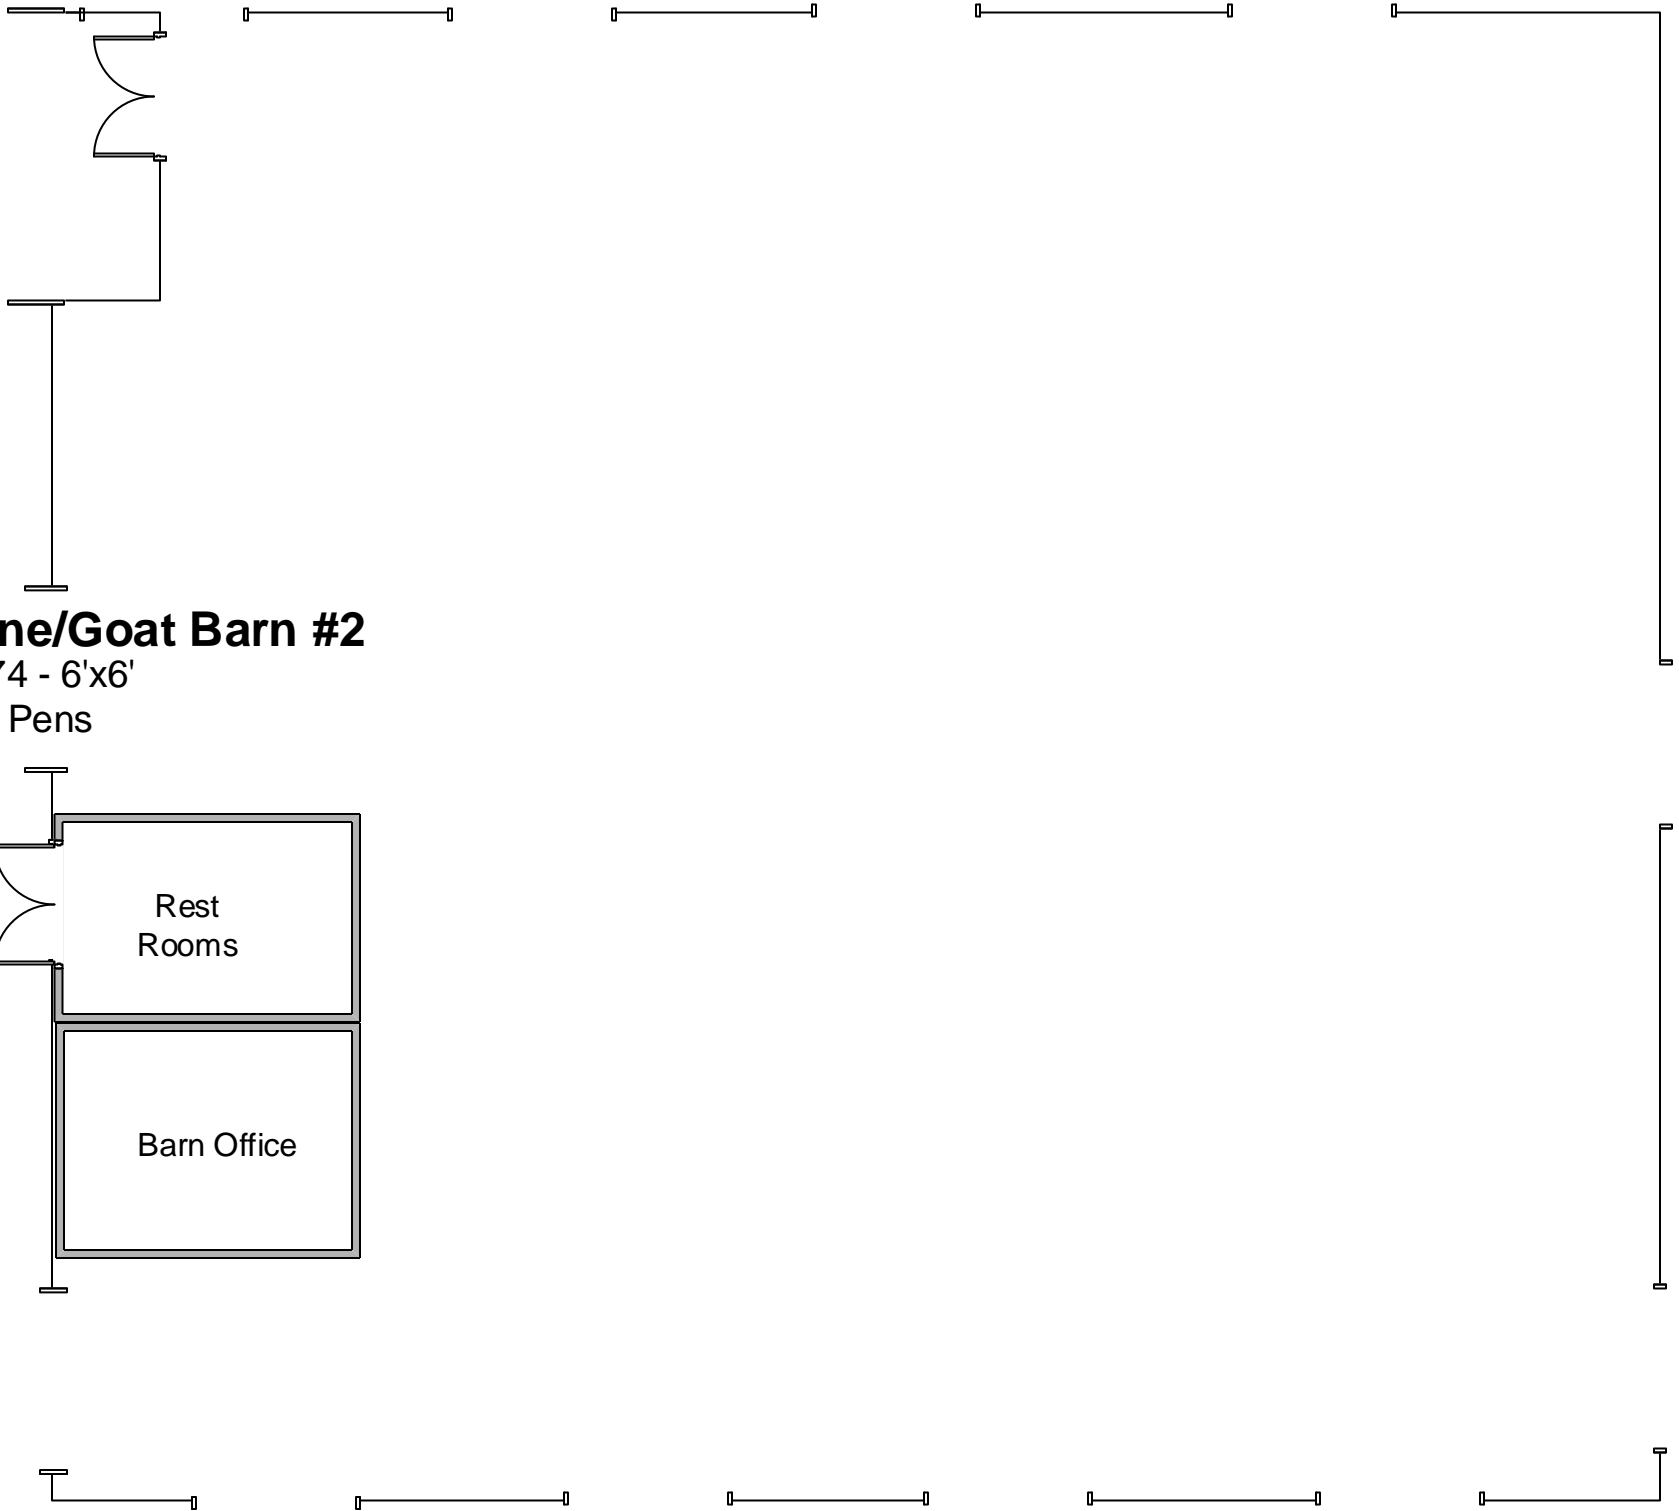 ne/Goat Barn #2
74 - 6'x6'
Pens
Rest
Rooms
Barn Office